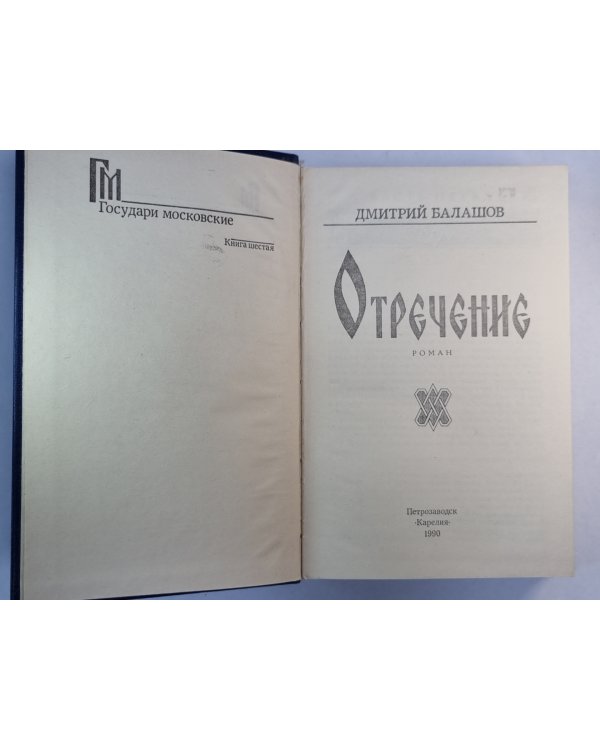 ГМ
Государи московские
Книга шестая
ДМИТРИЙ БАЛАШОВ
ОТРЕЧЕНИЕ
РОМАН
Петрозаводск
«Карелия»
1990